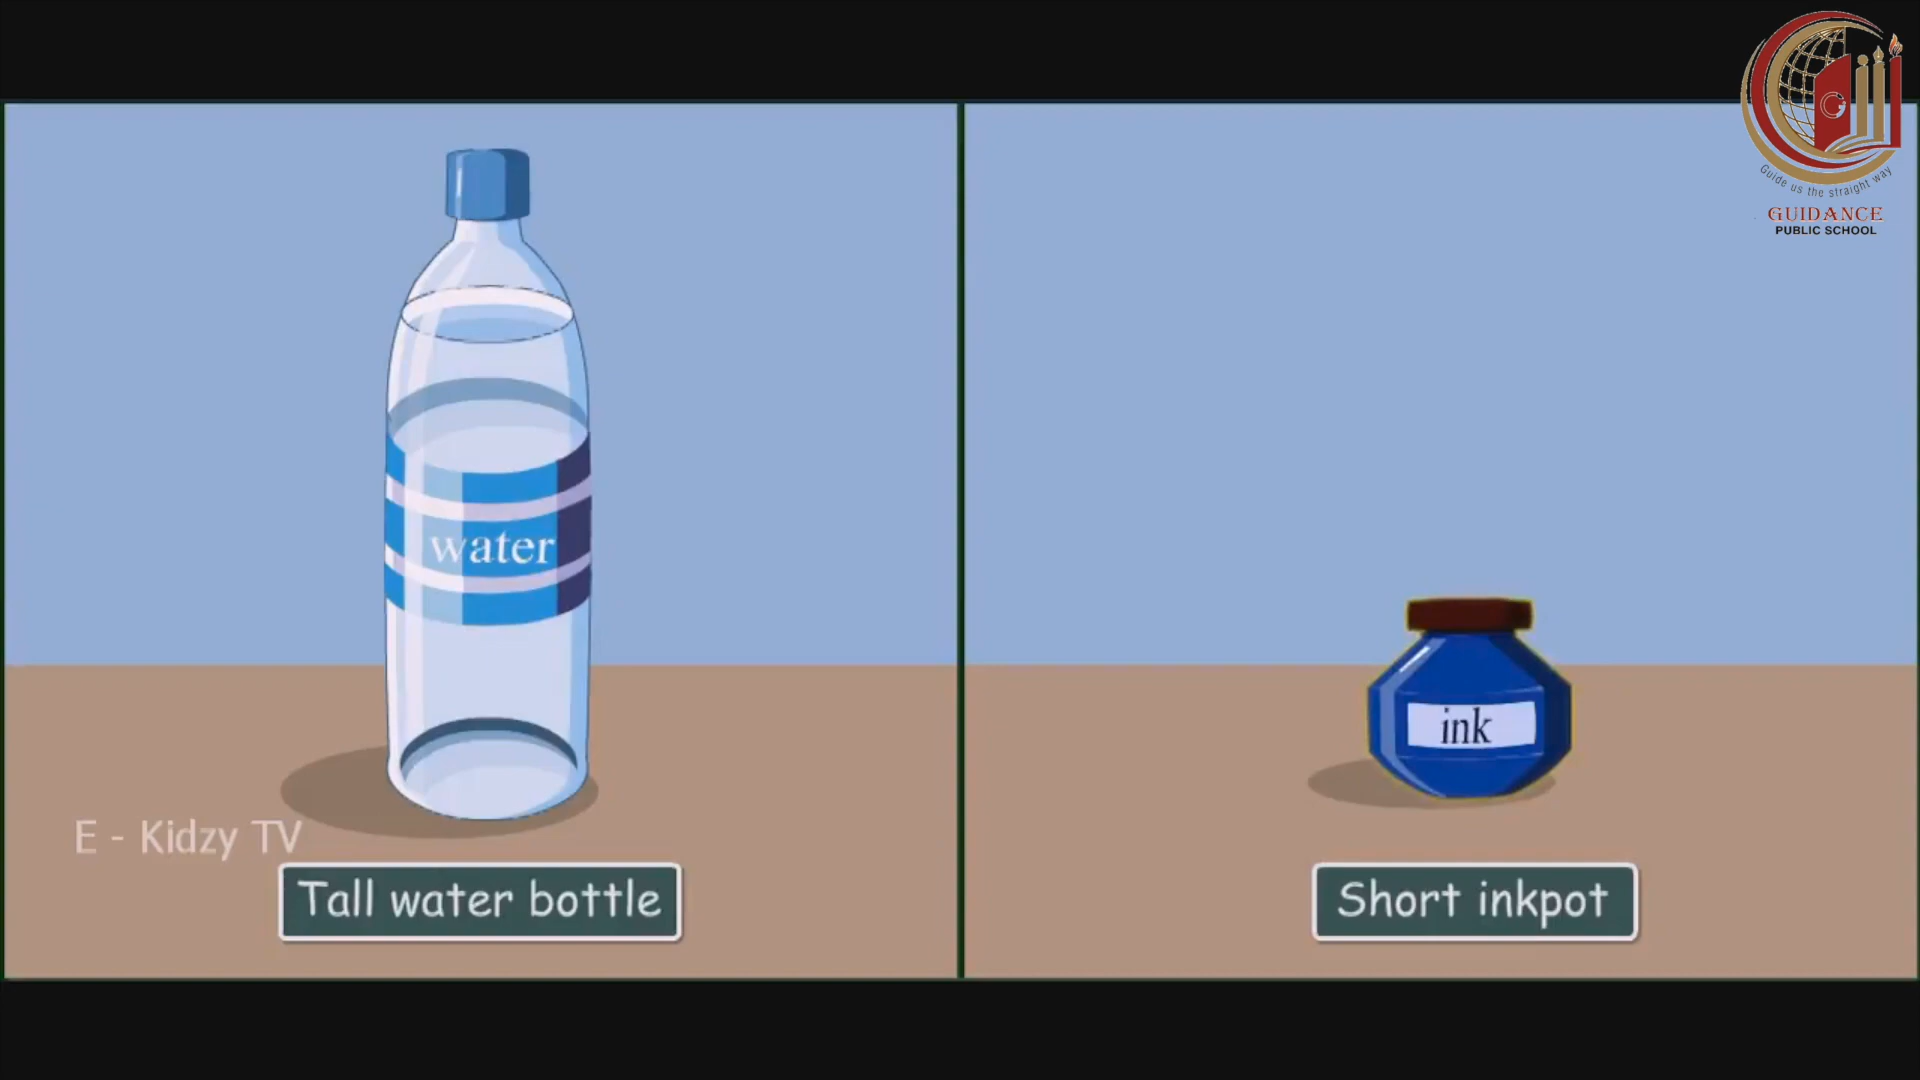 Guide us the straight way
GUIDANCE
PUBLIC SCHOOL
water
ink
E - Kidzy TV
Tall water bottle
Short inkpot